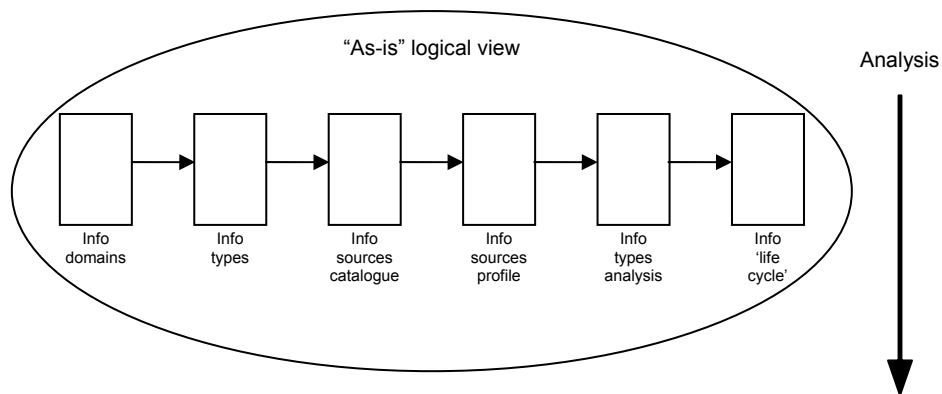 “As-is” logical view
Analysis
Info
domains
Info
types
Info
sources
catalogue
Info
sources
profile
Info
types
analysis
Info
‘life
cycle’